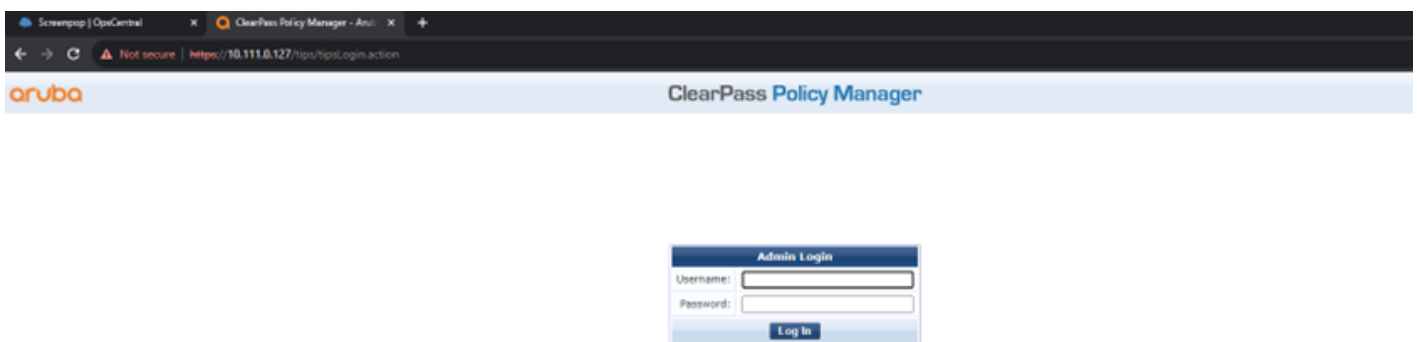 Screenpop | OpsCentral
ClearPass Policy Manager - Aru
Not secure | https://10.111.0.127/tips/tipsLogin.action
aruba
ClearPass Policy Manager
Admin Login
Username:
Password:
Log In